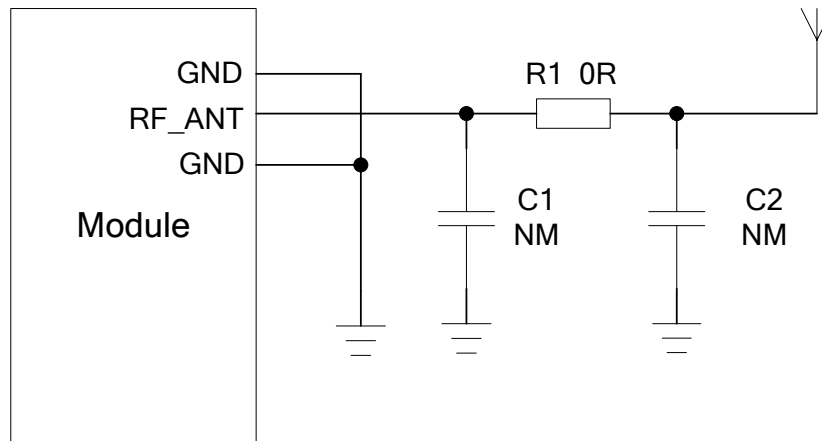 GND
R1 0R
RF_ANT
GND
C1
NM
C2
NM
Module